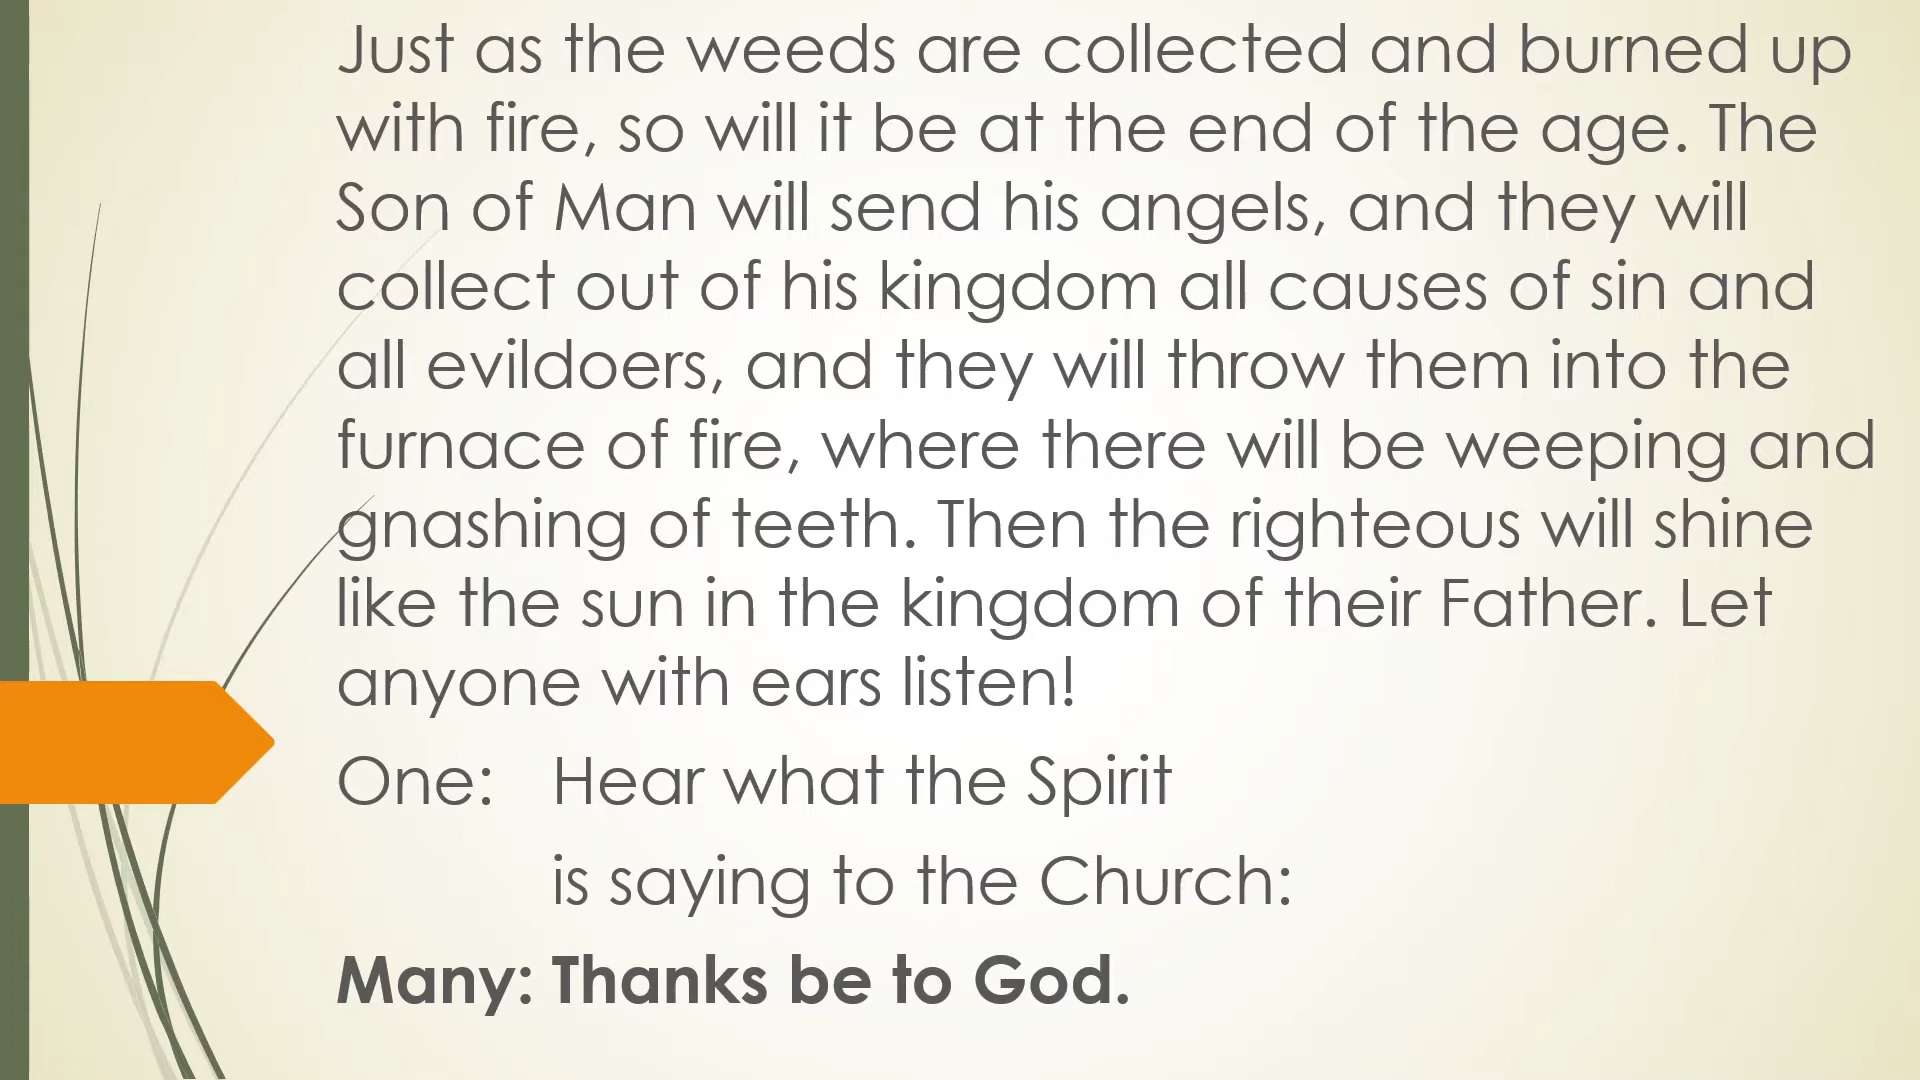 Just as the weeds are collected and burned up
with fire, so will it be at the end of the age. The
Son of Man will send his angels, and they will
collect out of his kingdom all causes of sin and
all evildoers, and they will throw them into the
furnace of fire, where there will be weeping and
gnashing of teeth. Then the righteous will shine
like the sun in the kingdom of their Father. Let
anyone with ears listen!
One: Hear what the Spirit
is saying to the Church:
Many: Thanks be to God.